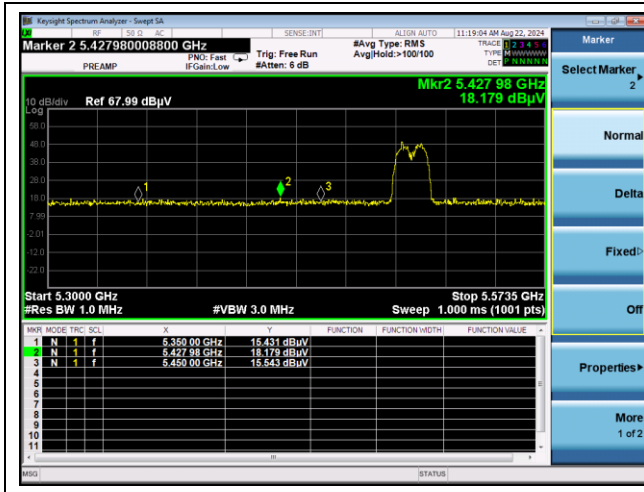 Keysight Spectrum Analyzer - Swept SA
RF 50 Ω AC SENSE:INT ALIGN AUTO 11:19:04 AM Aug 22, 2024
Marker 2 5.427980008800 GHz
PNO: Fast
IFGain:Low
PREAMP
Trig: Free Run
#Atten: 6 dB
#Avg Type: RMS
Avg|Hold:>100/100
TRACE 1 2 3 4 5 6
TYPE M W W W W W
DET P N N N N N
Mkr2 5.427 98 GHz
18.179 dBµV
10 dB/div Ref 67.99 dBµV
Log
58.0
48.0
38.0
28.0
18.0
7.99
-2.01
-12.0
-22.0
1
2
3
Start 5.3000 GHz Stop 5.5735 GHz
#Res BW 1.0 MHz #VBW 3.0 MHz Sweep 1.000 ms (1001 pts)
MKR MODE TRC SCL X Y FUNCTION FUNCTION WIDTH FUNCTION VALUE
1 N 1 f 5.350 00 GHz 15.431 dBµV
2 N 1 f 5.427 98 GHz 18.179 dBµV
3 N 1 f 5.450 00 GHz 15.543 dBµV
4
5
6
7
8
9
10
11
MSG STATUS
Marker
Select Marker
2
Normal
Delta
Fixed
Off
Properties
More
1 of 2